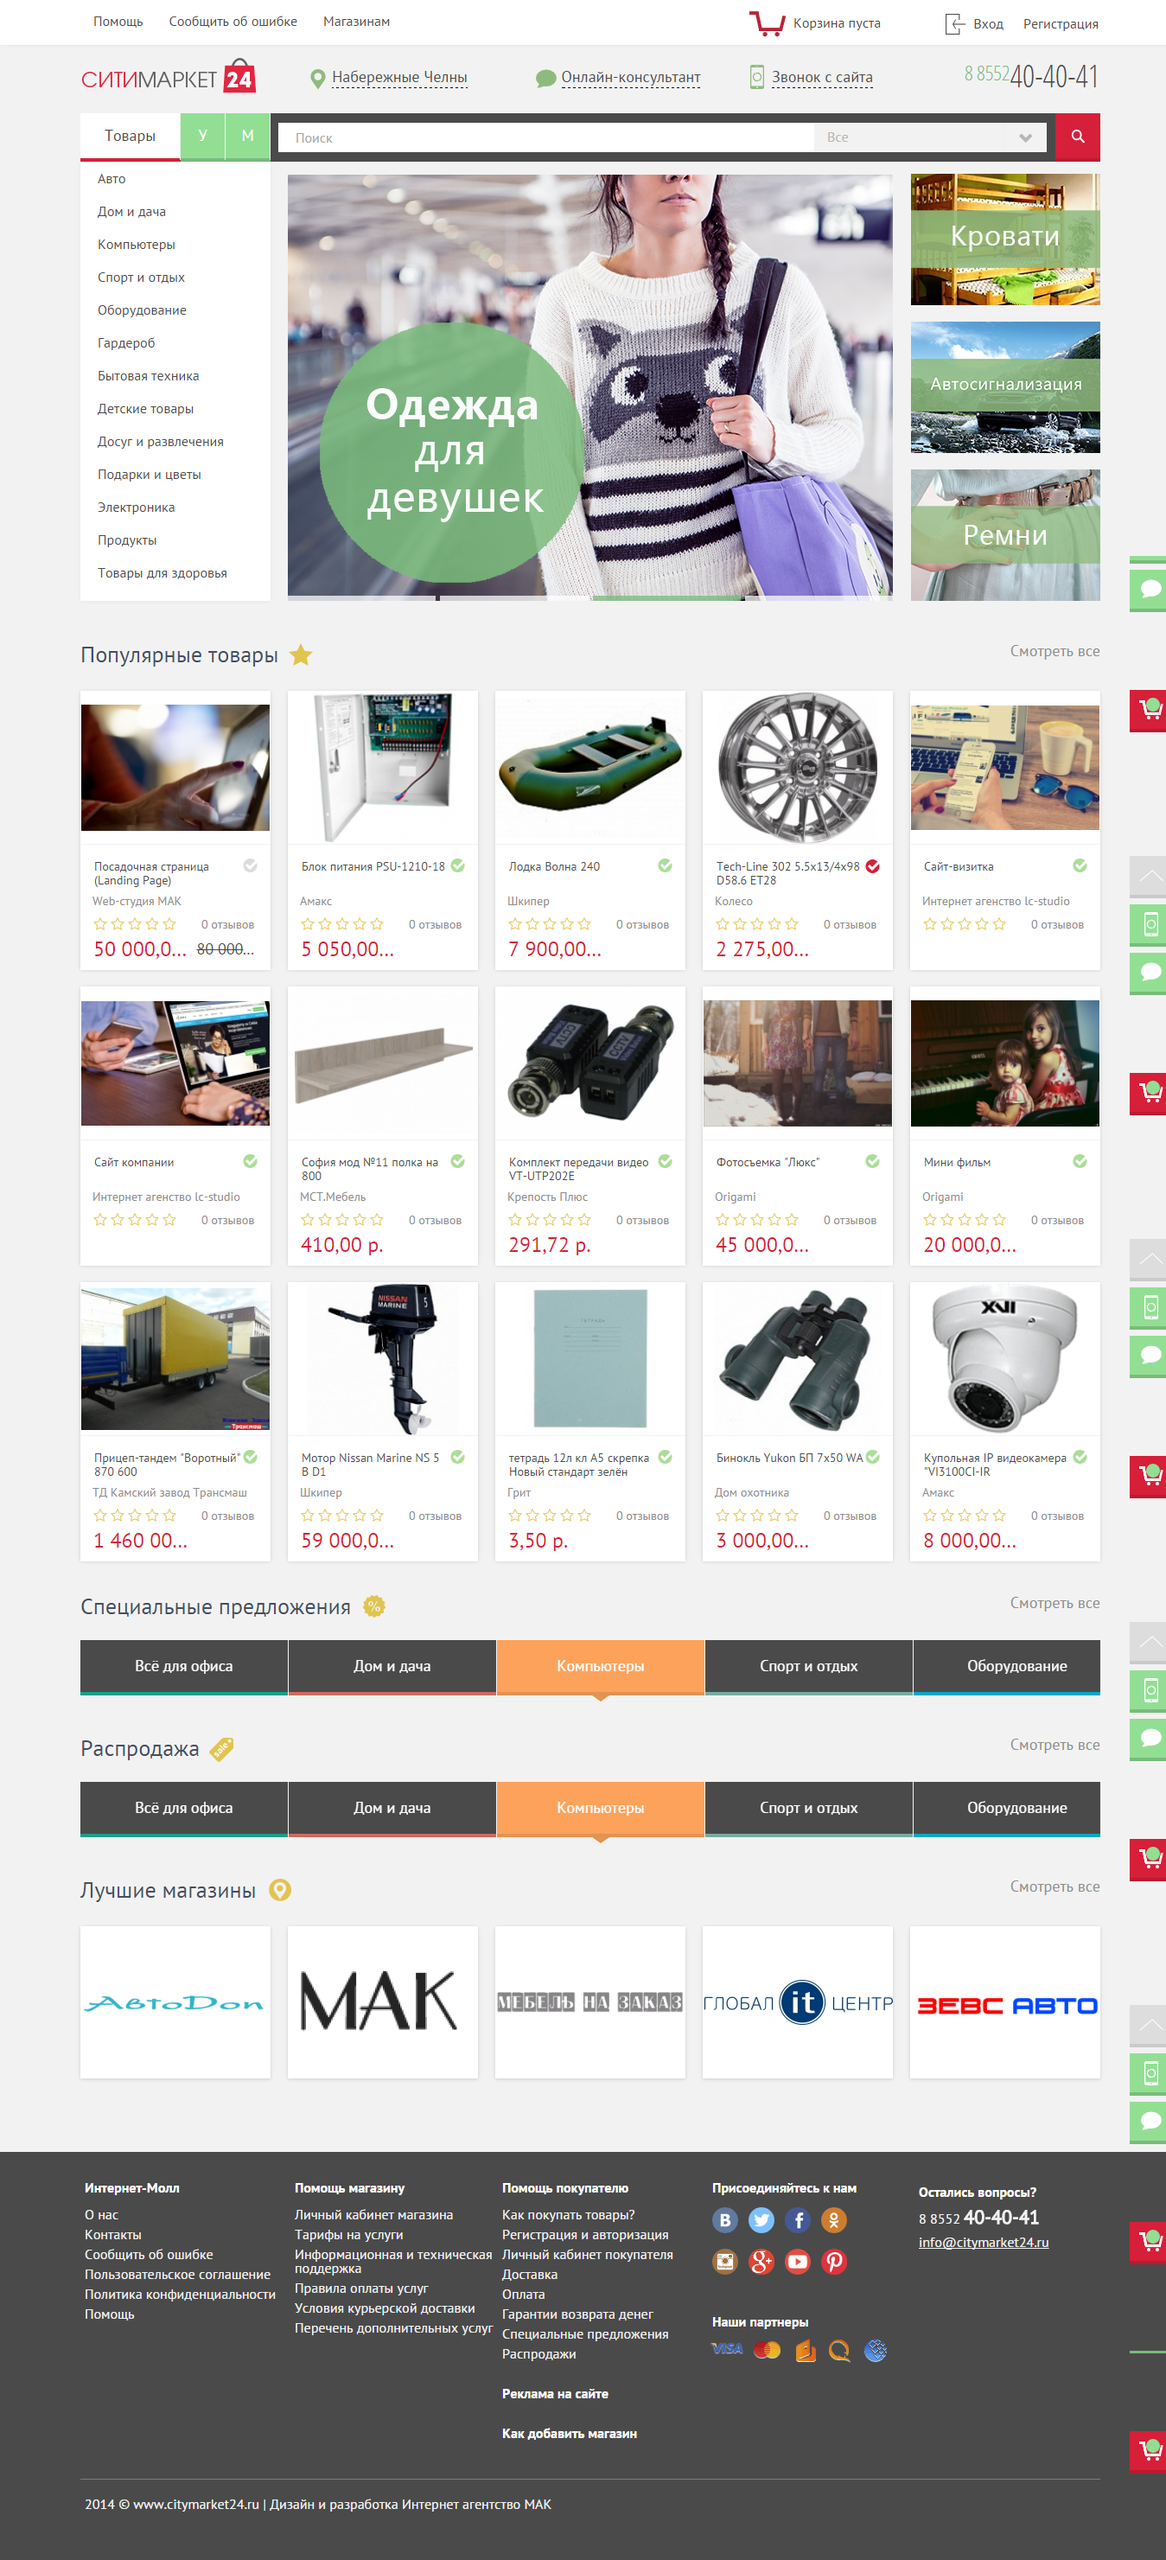 Помощь Сообщить об ошибке Магазинам Корзина пуста Вход Регистрация
СИТИМАРКЕТ 24 Набережные Челны Онлайн-консультант Звонок с сайта 8 8552 40-40-41
Товары У М Поиск Все
Авто
Дом и дача
Компьютеры
Спорт и отдых
Оборудование
Гардероб
Бытовая техника
Детские товары
Досуг и развлечения
Подарки и цветы
Электроника
Продукты
Товары для здоровья
Одежда
для
девушек
Кровати
Автосигнализация
Ремни
Популярные товары Смотреть все
Посадочная страница
(Landing Page)
Web-студия МАК
0 отзывов
50 000,0... 80 000...
Блок питания PSU-1210-18
Амакс
0 отзывов
5 050,00...
Лодка Волна 240
Шкипер
0 отзывов
7 900,00...
Tech-Line 302 5.5x13/4x98
D58.6 ET28
Колесо
0 отзывов
2 275,00...
Сайт-визитка
Интернет агенство lc-studio
0 отзывов
Сайт компании
Интернет агенство lc-studio
0 отзывов
София мод №11 полка на
800
МСТ.Мебель
0 отзывов
410,00 р.
CCTV
Комплект передачи видео
VT-UTP202E
Крепость Плюс
0 отзывов
291,72 р.
Фотосъемка "Люкс"
Origami
0 отзывов
45 000,0...
Мини фильм
Origami
0 отзывов
20 000,0...
Трансмаш
Прицеп-тандем "Воротный"
870 600
ТД Камский завод Трансмаш
0 отзывов
1 460 00...
NISSAN
MARINE 5
Мотор Nissan Marine NS 5
B D1
Шкипер
0 отзывов
59 000,0...
ТЕТРАДЬ
тетрадь 12л кл А5 скрепка
Новый стандарт зелён
Грит
0 отзывов
3,50 р.
Бинокль Yukon БП 7x50 WA
Дом охотника
0 отзывов
3 000,00...
Купольная IP видеокамера
"VI3100CI-IR
Амакс
0 отзывов
8 000,00...
Специальные предложения % Смотреть все
Всё для офиса Дом и дача Компьютеры Спорт и отдых Оборудование
Распродажа sale Смотреть все
Всё для офиса Дом и дача Компьютеры Спорт и отдых Оборудование
Лучшие магазины Смотреть все
АвтоDon
МАК
МЕБЕЛЬ НА ЗАКАЗ
ГЛОБАЛ it ЦЕНТР
ЗЕВС АВТО
Интернет-Молл
О нас
Контакты
Сообщить об ошибке
Пользовательское соглашение
Политика конфиденциальности
Помощь
Помощь магазину
Личный кабинет магазина
Тарифы на услуги
Информационная и техническая
поддержка
Правила оплаты услуг
Условия курьерской доставки
Перечень дополнительных услуг
Помощь покупателю
Как покупать товары?
Регистрация и авторизация
Личный кабинет покупателя
Доставка
Оплата
Гарантии возврата денег
Специальные предложения
Распродажи
Реклама на сайте
Как добавить магазин
Присоединяйтесь к нам
Наши партнеры
VISA
Остались вопросы?
8 8552 40-40-41
info@citymarket24.ru
2014 © www.citymarket24.ru | Дизайн и разработка Интернет агентство МАК